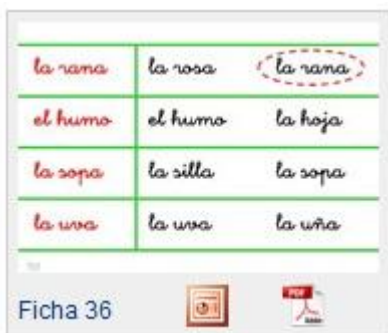 la rana la rosa la rana
el humo el humo la hoja
la sopa la silla la sopa
la uva la uva la uña
Ficha 36
PDF